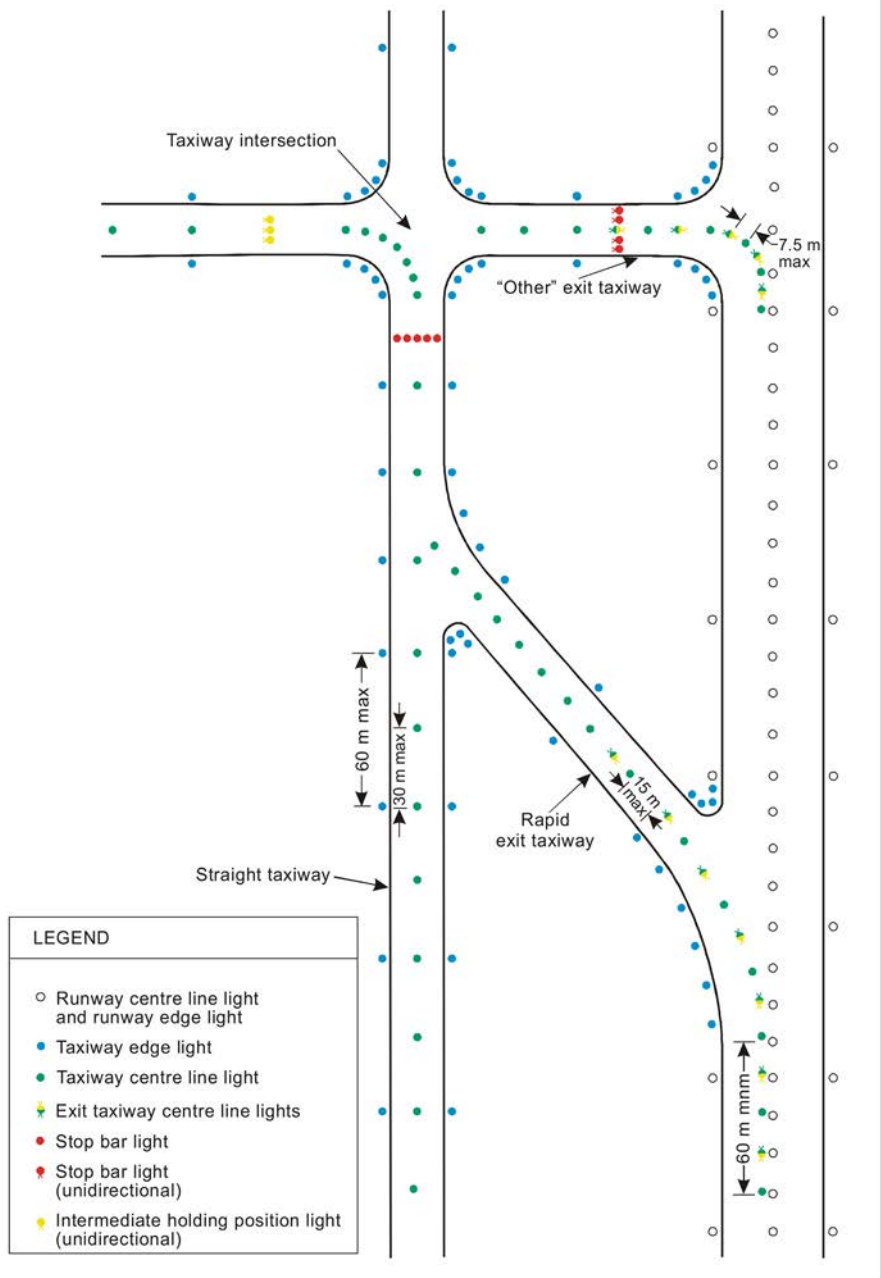 Taxiway intersection
7.5 m
max
“Other” exit taxiway
60 m max
30 m max
15 m
max
Rapid
exit taxiway
Straight taxiway
60 m mnm
LEGEND
Runway centre line light
and runway edge light
Taxiway edge light
Taxiway centre line light
Exit taxiway centre line lights
Stop bar light
Stop bar light
(unidirectional)
Intermediate holding position light
(unidirectional)